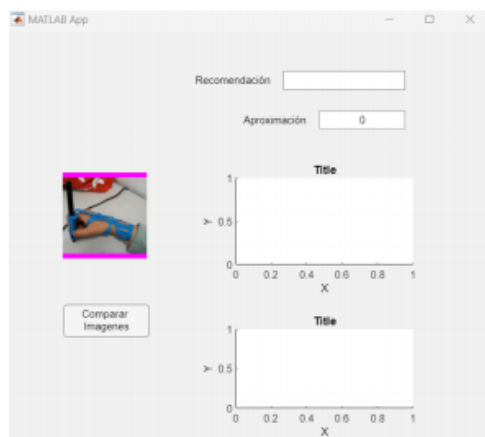 MATLAB App
Recomendación
Aproximación 0
Title
1
Y 0.5
0
0 0.2 0.4 0.6 0.8 1
X
Comparar
Imagenes
Title
1
Y 0.5
0
0 0.2 0.4 0.6 0.8 1
X